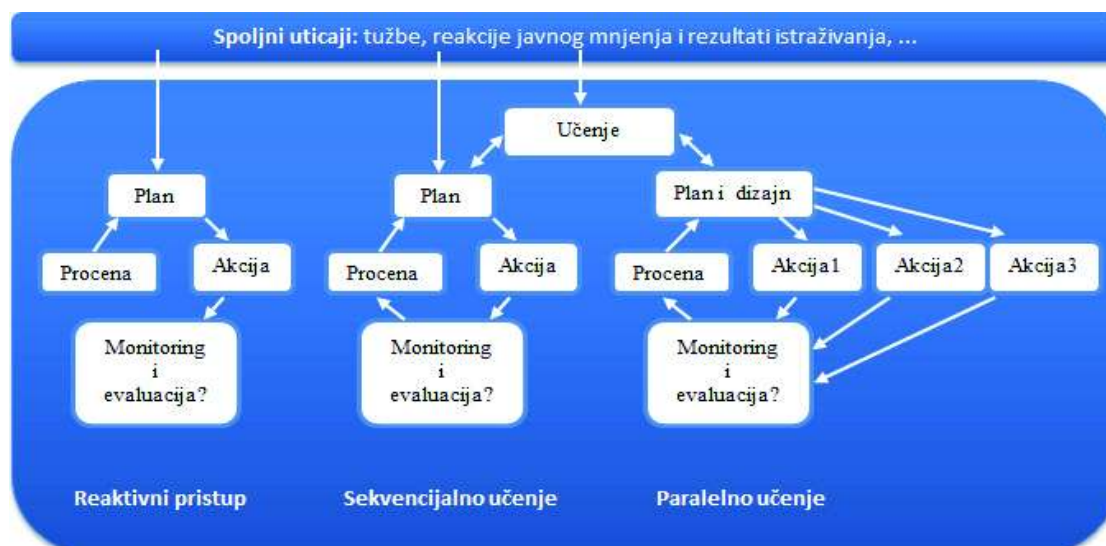 Spoljni uticaji: tužbe, reakcije javnog mnjenja i rezultati istraživanja, ...
Učenje
Plan
Plan
Plan i dizajn
Procena
Akcija
Procena
Akcija
Procena
Akcija1
Akcija2
Akcija3
Monitoring
i
evaluacija?
Monitoring
i
evaluacija?
Monitoring
i
evaluacija?
Reaktivni pristup
Sekvencijalno učenje
Paralelno učenje